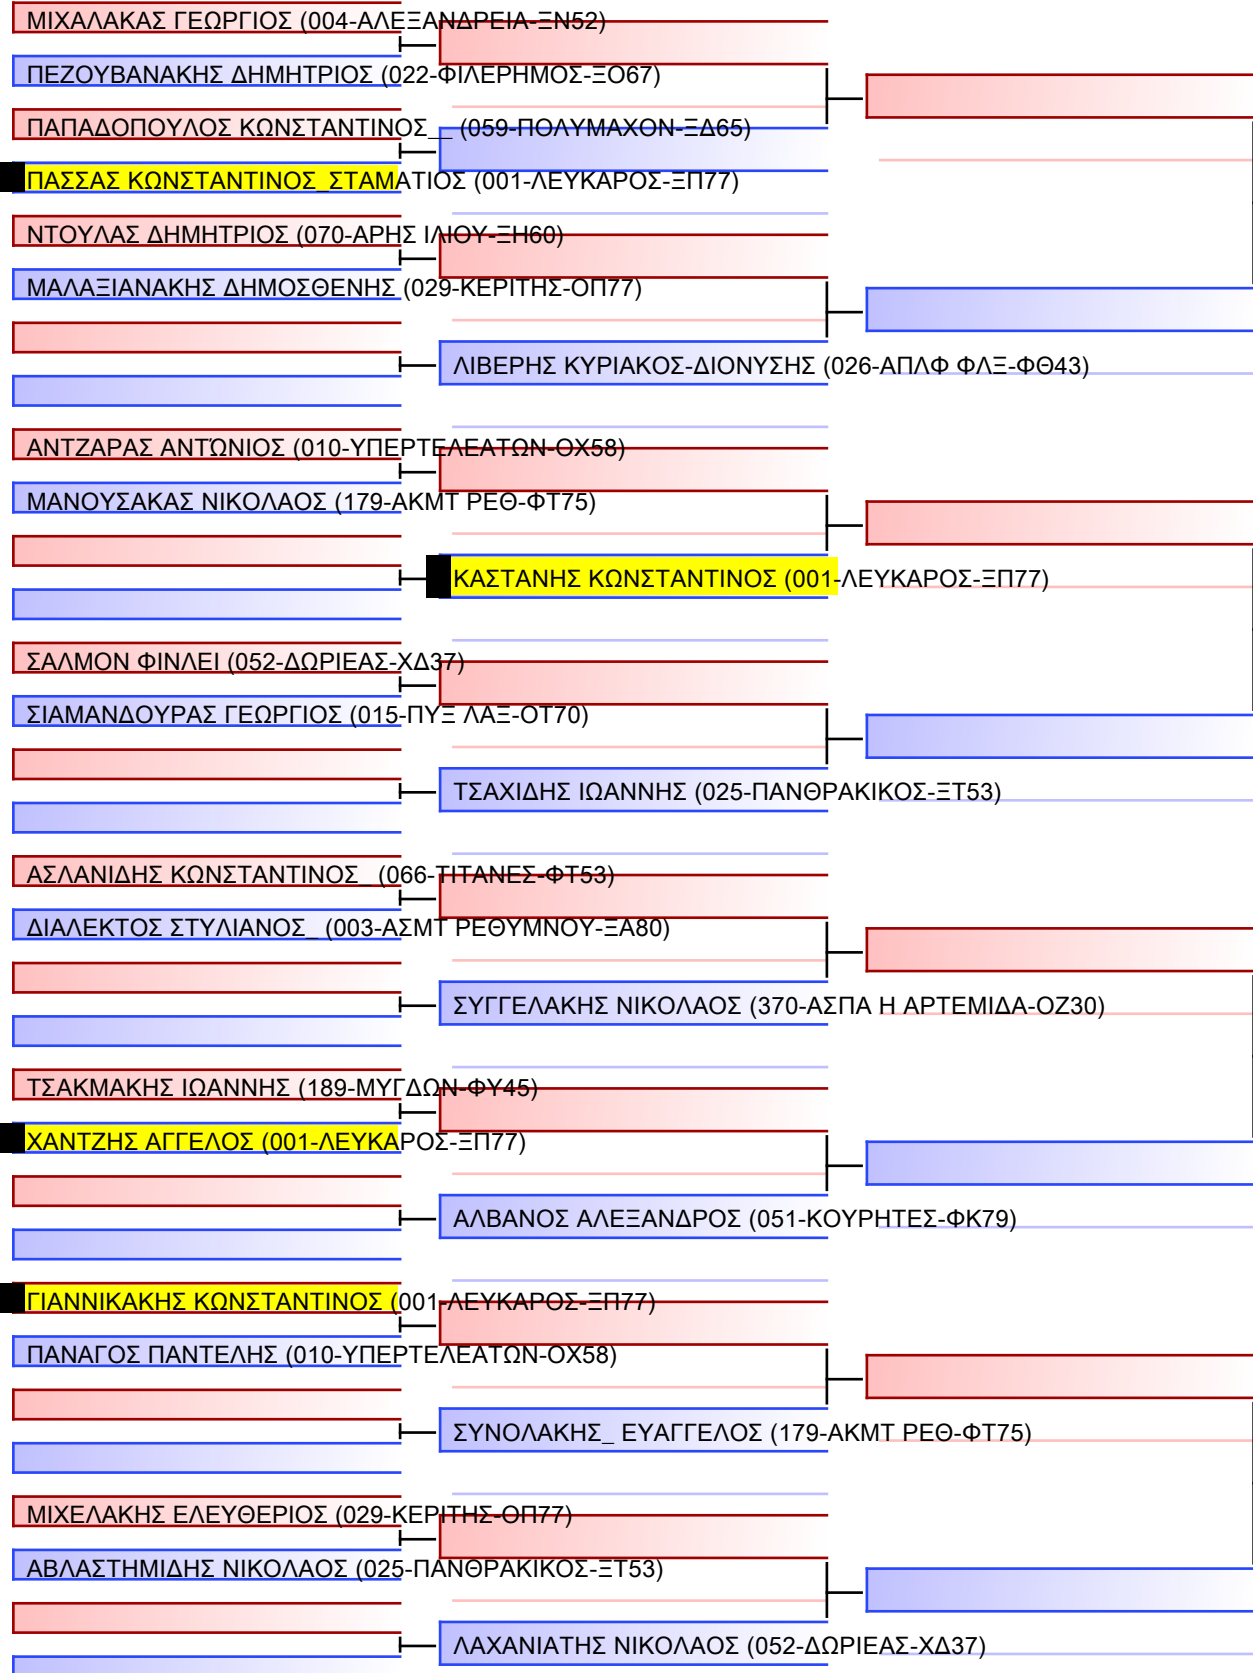 ΜΙΧΑΛΑΚΑΣ ΓΕΩΡΓΙΟΣ (004-ΑΛΕΞΑΝΔΡΕΙΑ-ΞΝ52)
ΠΕΖΟΥΒΑΝΑΚΗΣ ΔΗΜΗΤΡΙΟΣ (022-ΦΙΛΕΡΗΜΟΣ-ΞΟ67)
ΠΑΠΑΔΟΠΟΥΛΟΣ ΚΩΝΣΤΑΝΤΙΝΟΣ__ (059-ΠΟΛΥΜΑΧΟΝ-ΞΔ65)
ΠΑΣΣΑΣ ΚΩΝΣΤΑΝΤΙΝΟΣ_ΣΤΑΜΑΤΙΟΣ (001-ΛΕΥΚΑΡΟΣ-ΞΠ77)
ΝΤΟΥΛΑΣ ΔΗΜΗΤΡΙΟΣ (070-ΑΡΗΣ ΙΛΙΟΥ-ΞΗ60)
ΜΑΛΑΞΙΑΝΑΚΗΣ ΔΗΜΟΣΘΕΝΗΣ (029-ΚΕΡΙΤΗΣ-ΟΠ77)
ΛΙΒΕΡΗΣ ΚΥΡΙΑΚΟΣ-ΔΙΟΝΥΣΗΣ (026-ΑΠΛΦ ΦΛΞ-ΦΘ43)
ΑΝΤΖΑΡΑΣ ΑΝΤΏΝΙΟΣ (010-ΥΠΕΡΤΕΛΕΑΤΩΝ-ΟΧ58)
ΜΑΝΟΥΣΑΚΑΣ ΝΙΚΟΛΑΟΣ (179-ΑΚΜΤ ΡΕΘ-ΦΤ75)
ΚΑΣΤΑΝΗΣ ΚΩΝΣΤΑΝΤΙΝΟΣ (001-ΛΕΥΚΑΡΟΣ-ΞΠ77)
ΣΑΛΜΟΝ ΦΙΝΛΕΙ (052-ΔΩΡΙΕΑΣ-ΧΔ37)
ΣΙΑΜΑΝΔΟΥΡΑΣ ΓΕΩΡΓΙΟΣ (015-ΠΥΞ ΛΑΞ-ΟΤ70)
ΤΣΑΧΙΔΗΣ ΙΩΑΝΝΗΣ (025-ΠΑΝΘΡΑΚΙΚΟΣ-ΞΤ53)
ΑΣΛΑΝΙΔΗΣ ΚΩΝΣΤΑΝΤΙΝΟΣ_ (066-ΤΙΤΑΝΕΣ-ΦΤ53)
ΔΙΑΛΕΚΤΟΣ ΣΤΥΛΙΑΝΟΣ_ (003-ΑΣΜΤ ΡΕΘΥΜΝΟΥ-ΞΑ80)
ΣΥΓΓΕΛΑΚΗΣ ΝΙΚΟΛΑΟΣ (370-ΑΣΠΑ Η ΑΡΤΕΜΙΔΑ-ΟΖ30)
ΤΣΑΚΜΑΚΗΣ ΙΩΑΝΝΗΣ (189-ΜΥΓΔΩΝ-ΦΥ45)
ΧΑΝΤΖΗΣ ΑΓΓΕΛΟΣ (001-ΛΕΥΚΑΡΟΣ-ΞΠ77)
ΑΛΒΑΝΟΣ ΑΛΕΞΑΝΔΡΟΣ (051-ΚΟΥΡΗΤΕΣ-ΦΚ79)
ΓΙΑΝΝΙΚΑΚΗΣ ΚΩΝΣΤΑΝΤΙΝΟΣ (001-ΛΕΥΚΑΡΟΣ-ΞΠ77)
ΠΑΝΑΓΟΣ ΠΑΝΤΕΛΗΣ (010-ΥΠΕΡΤΕΛΕΑΤΩΝ-ΟΧ58)
ΣΥΝΟΛΑΚΗΣ_ ΕΥΑΓΓΕΛΟΣ (179-ΑΚΜΤ ΡΕΘ-ΦΤ75)
ΜΙΧΕΛΑΚΗΣ ΕΛΕΥΘΕΡΙΟΣ (029-ΚΕΡΙΤΗΣ-ΟΠ77)
ΑΒΛΑΣΤΗΜΙΔΗΣ ΝΙΚΟΛΑΟΣ (025-ΠΑΝΘΡΑΚΙΚΟΣ-ΞΤ53)
ΛΑΧΑΝΙΑΤΗΣ ΝΙΚΟΛΑΟΣ (052-ΔΩΡΙΕΑΣ-ΧΔ37)